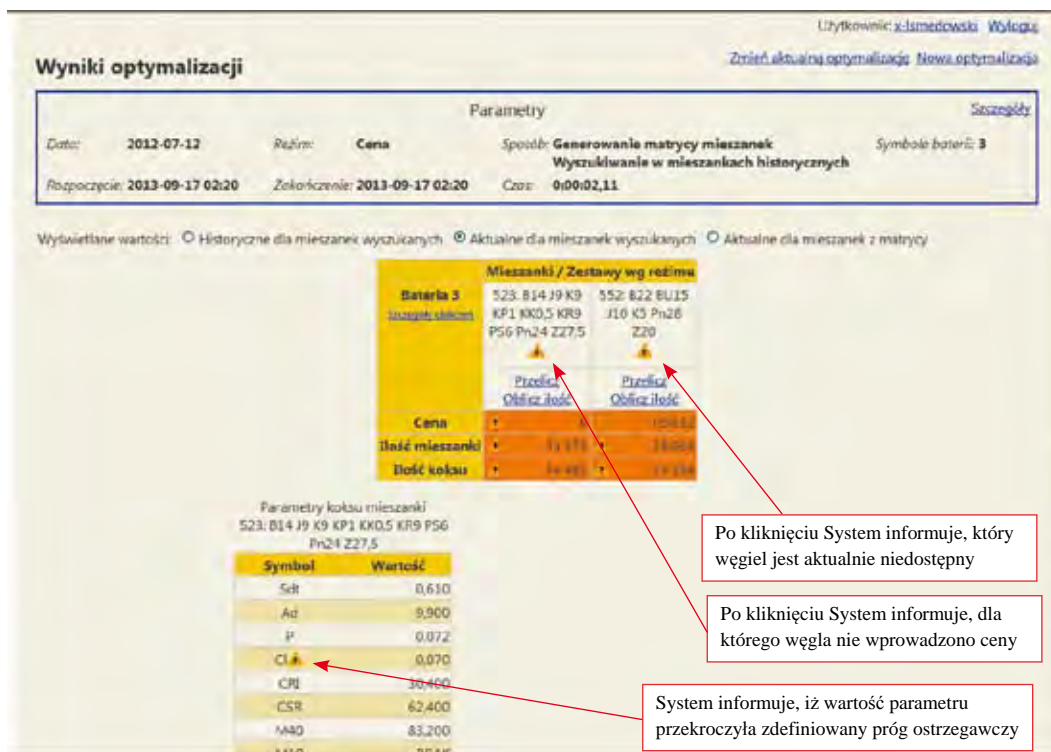 Użytkownik: x-lsmedowski Wyloguj
Zmień aktualną optymalizację Nowa optymalizacja
Wyniki optymalizacji
Parametry
Szczegóły
Data: 2012-07-12 Reżim: Cena Sposób: Generowanie matrycy mieszanek Symbole baterii: 3
Wyszukiwanie w mieszankach historycznych
Rozpoczęcie: 2013-09-17 02:20 Zakończenie: 2013-09-17 02:20 Czas: 0:00:02,11
Wyświetlane wartości: Historyczne dla mieszanek wyszukanych Aktualne dla mieszanek wyszukanych Aktualne dla mieszanek z matrycy
Mieszanki / Zestawy wg reżimu
Bateria 3
523: B14 J9 K9 KP1 KK0,5 KR9 PS6 Pn24 Z27,5
552: B22 BU15 J10 K5 Pn28 Z20
Przelicz Przelicz
Oblicz ilość Oblicz ilość
Cena
Ilość mieszanki
Ilość koksu
Parametry koksu mieszanki
523: B14 J9 K9 KP1 KK0,5 KR9 PS6
Pn24 Z27,5
Symbol Wartość
Sdt 0,610
Ad 9,900
P 0,072
Cl 0,070
CRI 30,400
CSR 62,400
M40 83,200
Po kliknięciu System informuje, który
węgiel jest aktualnie niedostępny
Po kliknięciu System informuje, dla
którego węgla nie wprowadzono ceny
System informuje, iż wartość parametru
przekroczyła zdefiniowany próg ostrzegawczy